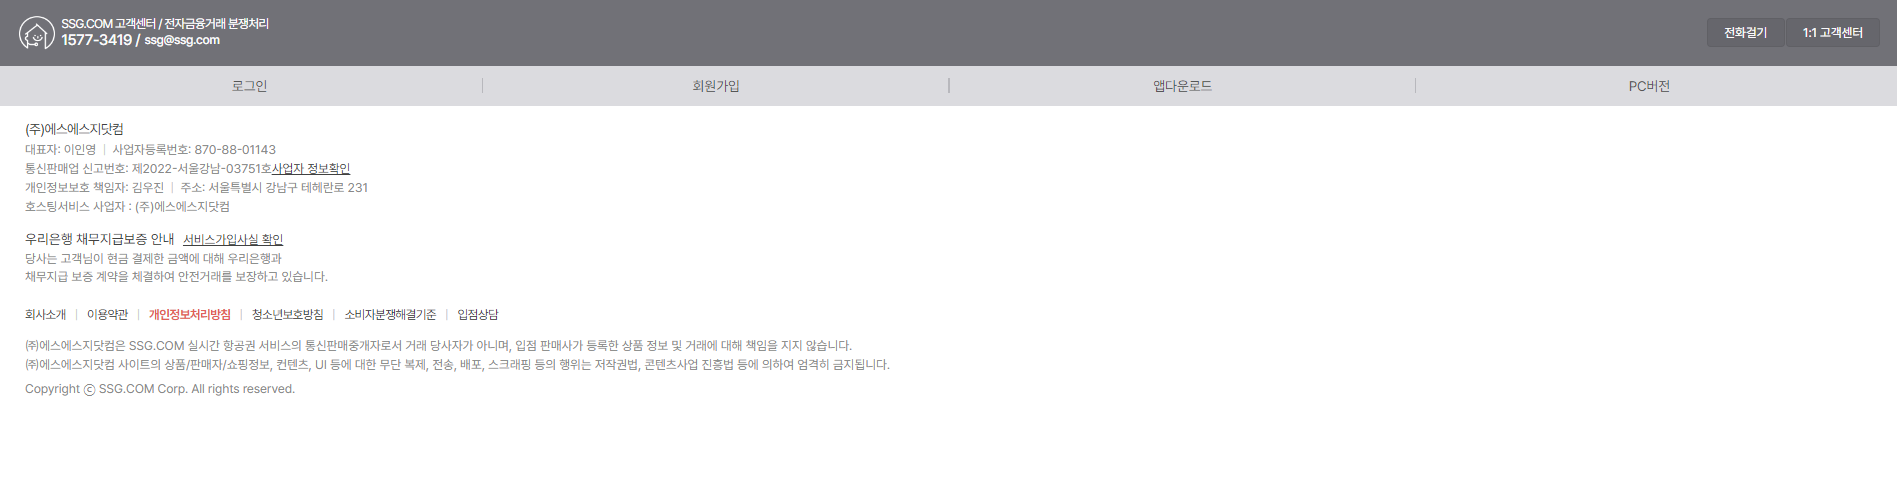 SSG.COM 고객센터 / 전자금융거래 분쟁처리
1577-3419 / ssg@ssg.com
전화걸기
1:1 고객센터
로그인
회원가입
앱다운로드
PC버전
(주)에스에스지닷컴
대표자: 이인영 | 사업자등록번호: 870-88-01143
통신판매업 신고번호: 제2022-서울강남-03751호사업자 정보확인
개인정보보호 책임자: 김우진 | 주소: 서울특별시 강남구 테헤란로 231
호스팅서비스 사업자 : (주)에스에스지닷컴
우리은행 채무지급보증 안내 서비스가입사실 확인
당사는 고객님이 현금 결제한 금액에 대해 우리은행과
채무지급 보증 계약을 체결하여 안전거래를 보장하고 있습니다.
회사소개 | 이용약관 | 개인정보처리방침 | 청소년보호방침 | 소비자분쟁해결기준 | 입점상담
㈜에스에스지닷컴은 SSG.COM 실시간 항공권 서비스의 통신판매중개자로서 거래 당사자가 아니며, 입점 판매사가 등록한 상품 정보 및 거래에 대해 책임을 지지 않습니다.
㈜에스에스지닷컴 사이트의 상품/판매자/쇼핑정보, 컨텐츠, UI 등에 대한 무단 복제, 전송, 배포, 스크래핑 등의 행위는 저작권법, 콘텐츠사업 진흥법 등에 의하여 엄격히 금지됩니다.
Copyright ⓒ SSG.COM Corp. All rights reserved.